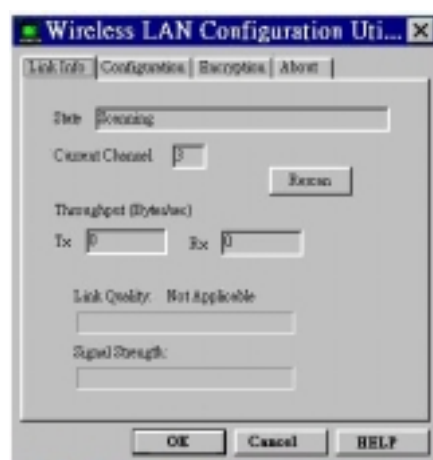 Wireless LAN Configuration Uti...
Link Info Configuration Encryption About
State Scanning
Current Channel 3
Rescan
Throughput (Bytes/sec)
Tx 0 Rx 0
Link Quality: Not Applicable
Signal Strength:
OK Cancel HELP